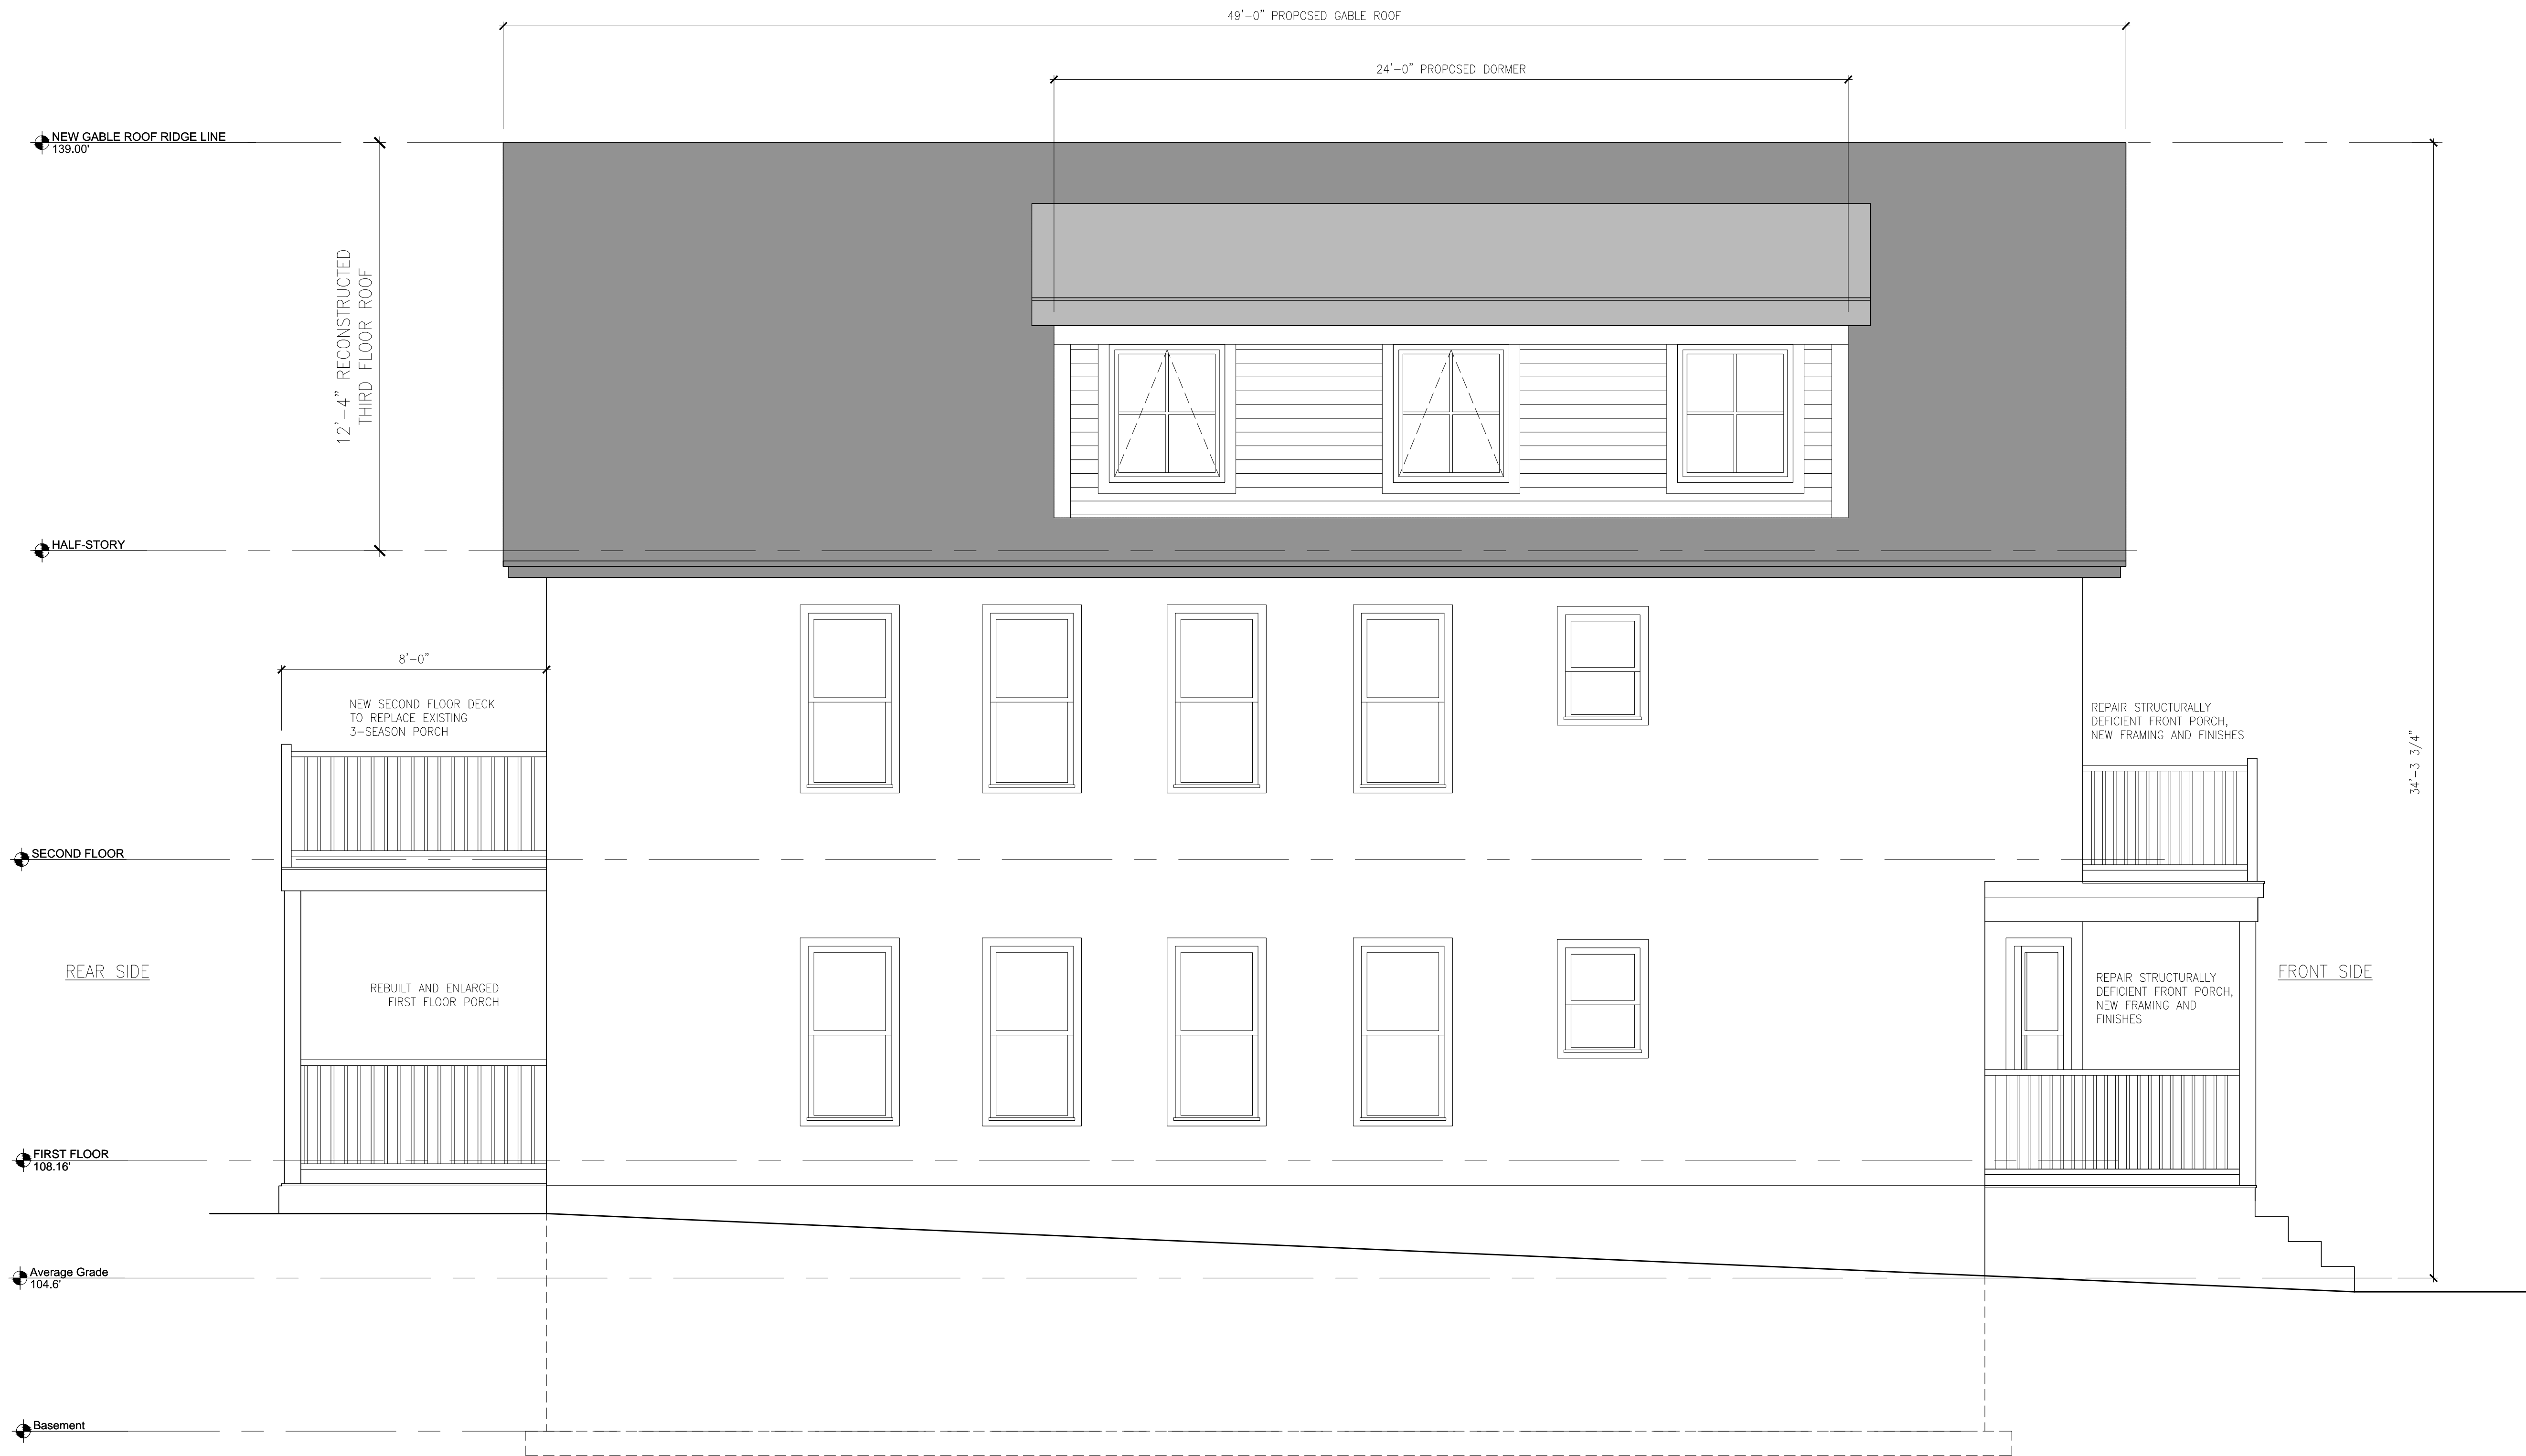 49'-0" PROPOSED GABLE ROOF
24'-0" PROPOSED DORMER
NEW GABLE ROOF RIDGE LINE
139.00'
12'-4" RECONSTRUCTED
THIRD FLOOR ROOF
HALF-STORY
8'-0"
NEW SECOND FLOOR DECK
TO REPLACE EXISTING
3-SEASON PORCH
REPAIR STRUCTURALLY
DEFICIENT FRONT PORCH,
NEW FRAMING AND FINISHES
34'-3 3/4"
SECOND FLOOR
REAR SIDE
REBUILT AND ENLARGED
FIRST FLOOR PORCH
REPAIR STRUCTURALLY
DEFICIENT FRONT PORCH,
NEW FRAMING AND
FINISHES
FRONT SIDE
FIRST FLOOR
108.16'
Average Grade
104.6'
Basement